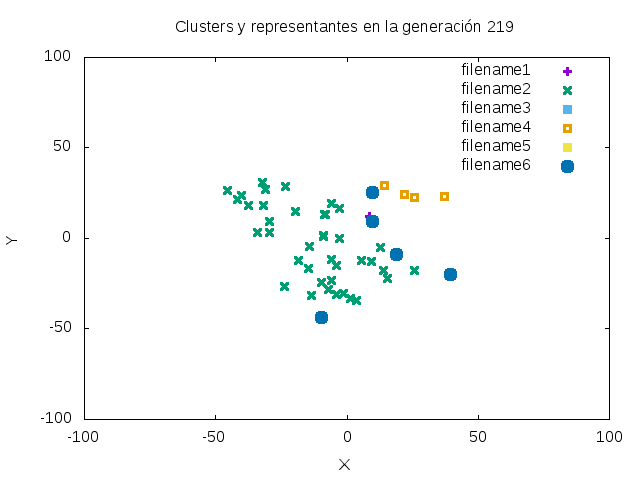 Clusters y representantes en la generación 219
100
filename1
filename2
filename3
filename4
filename5
filename6
50
Y
0
-50
-100
-100 -50 0 50 100
X